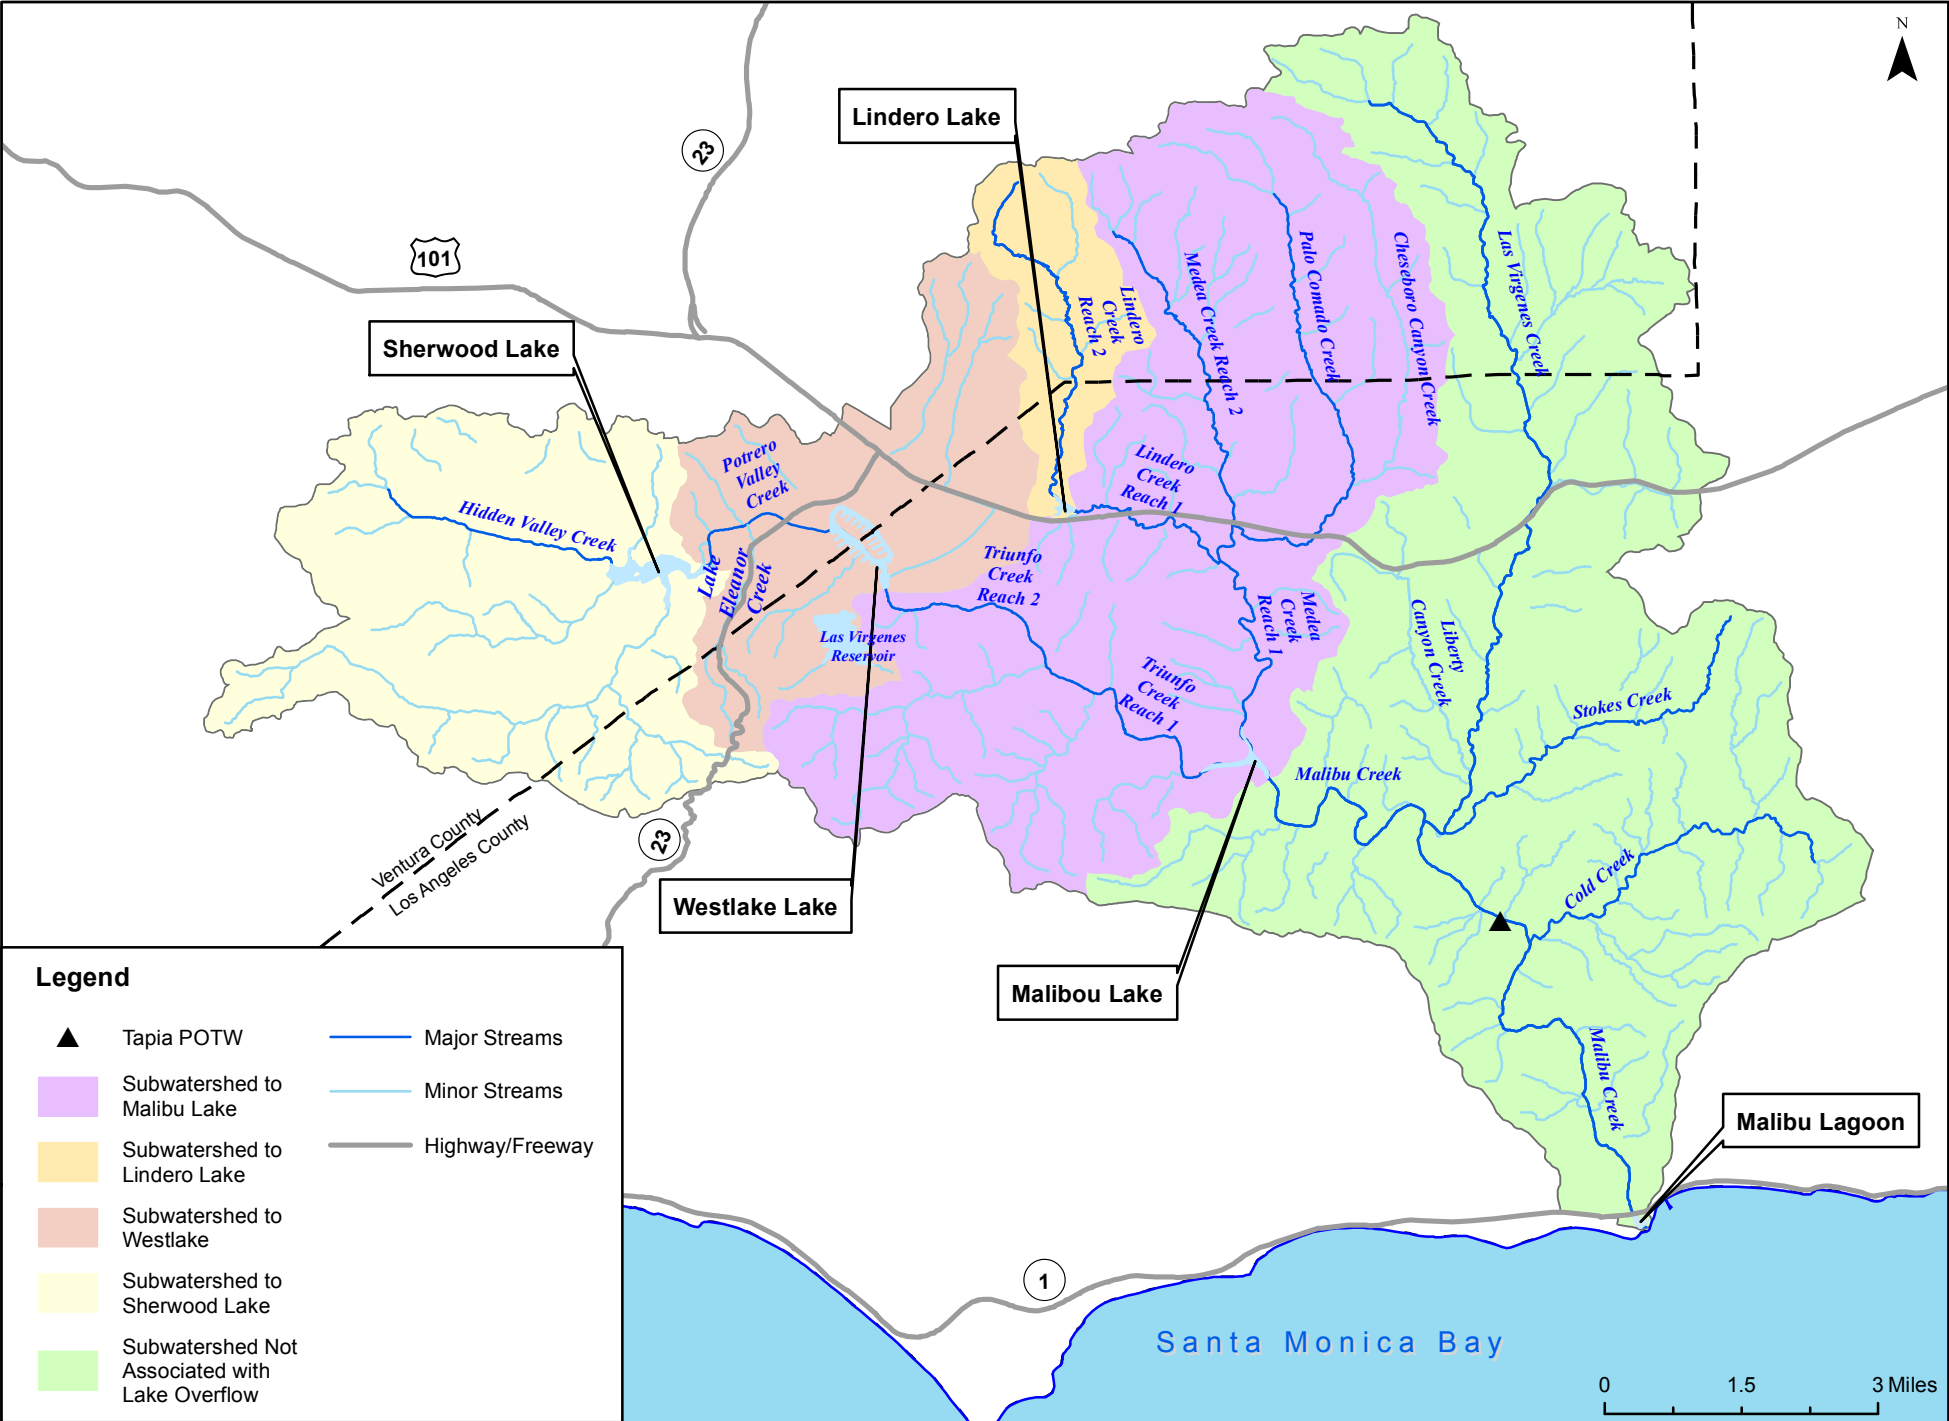 N
Lindero Lake
23
101
Sherwood Lake
Lindero
Creek
Reach 2
Medea Creek Reach 2
Palo Comado Creek
Cheseboro Canyon Creek
Las Virgenes Creek
Potrero
Valley
Creek
Hidden Valley Creek
Lake
Eleanor
Creek
Lindero
Creek
Reach 1
Triunfo
Creek
Reach 2
Las Virgenes
Reservoir
Medea
Creek
Reach 1
Triunfo
Creek
Reach 1
Liberty
Canyon Creek
Stokes Creek
Malibu Creek
Cold Creek
Ventura County
Los Angeles County
23
Westlake Lake
Malibou Lake
Malibu Creek
Malibu Lagoon
1
Santa Monica Bay
0 1.5 3 Miles
Legend
Tapia POTW
Subwatershed to
Malibu Lake
Subwatershed to
Lindero Lake
Subwatershed to
Westlake
Subwatershed to
Sherwood Lake
Subwatershed Not
Associated with
Lake Overflow
Major Streams
Minor Streams
Highway/Freeway